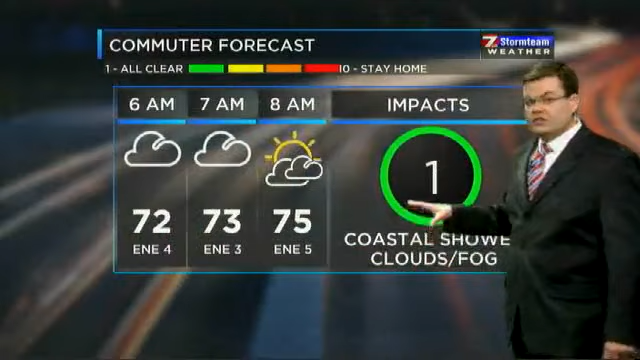 COMMUTER FORECAST
7 Stormteam
WEATHER
1 - ALL CLEAR
10 - STAY HOME
6 AM 7 AM 8 AM IMPACTS
1
72 73 75
ENE 4 ENE 3 ENE 5
COASTAL
CLOUDS/FOG